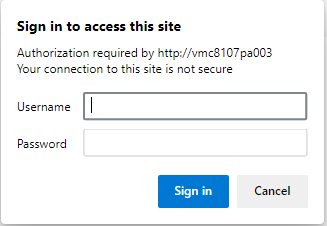 Sign in to access this site
Authorization required by http://vmc8107pa003
Your connection to this site is not secure
Username
Password
Sign in
Cancel